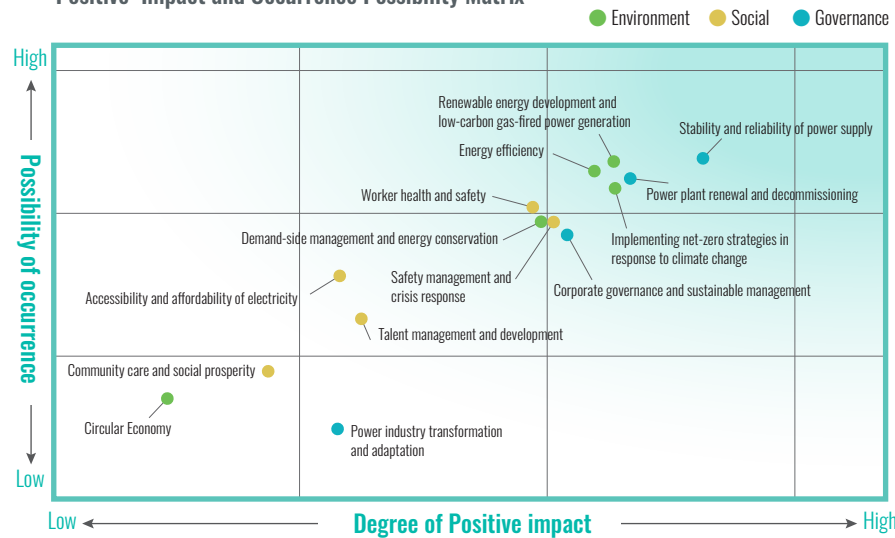 Positive Impact and Occurrence Possibility Matrix
Environment
Social
Governance
High
Possibility of occurrence
Low
Renewable energy development and
low-carbon gas-fired power generation
Stability and reliability of power supply
Energy efficiency
Worker health and safety
Power plant renewal and decommissioning
Demand-side management and energy conservation
Implementing net-zero strategies in
response to climate change
Safety management and
crisis response
Corporate governance and sustainable management
Accessibility and affordability of electricity
Talent management and development
Community care and social prosperity
Circular Economy
Power industry transformation
and adaptation
Low
Degree of Positive impact
High